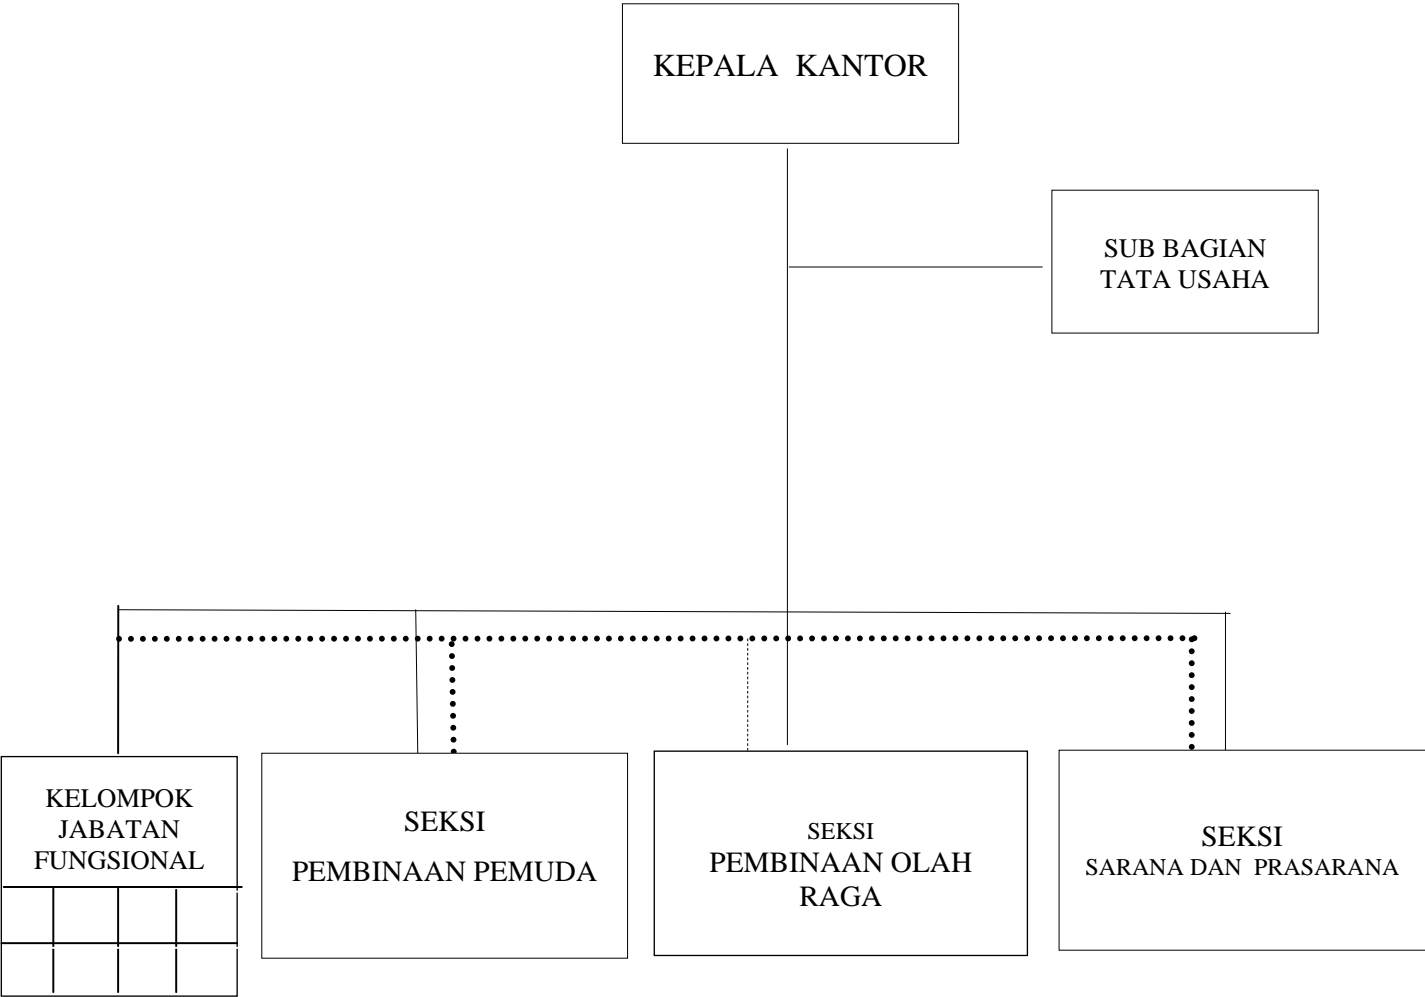 KEPALA KANTOR
SUB BAGIAN
TATA USAHA
KELOMPOK
JABATAN
FUNGSIONAL
SEKSI
PEMBINAAN PEMUDA
SEKSI
PEMBINAAN OLAH
RAGA
SEKSI
SARANA DAN PRASARANA